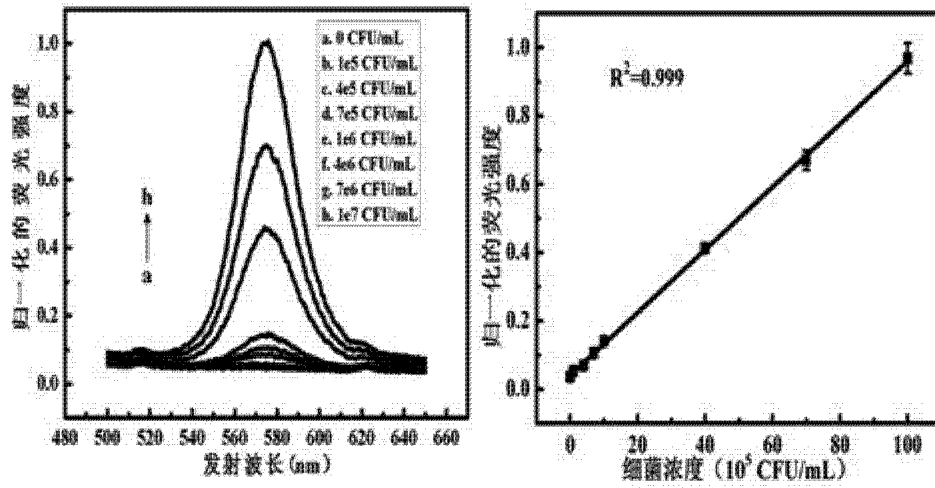 归一化的荧光强度
1.0
0.8
0.6
0.4
0.2
0.0
h
a
a. 0 CFU/mL
b. 1e5 CFU/mL
c. 4e5 CFU/mL
d. 7e5 CFU/mL
e. 1e6 CFU/mL
f. 4e6 CFU/mL
g. 7e6 CFU/mL
h. 1e7 CFU/mL
480 500 520 540 560 580 600 620 640 660
发射波长(nm)
归一化的荧光强度
1.0
0.8
0.6
0.4
0.2
0.0
R²=0.999
0 20 40 60 80 100
细菌浓度（10⁵ CFU/mL）